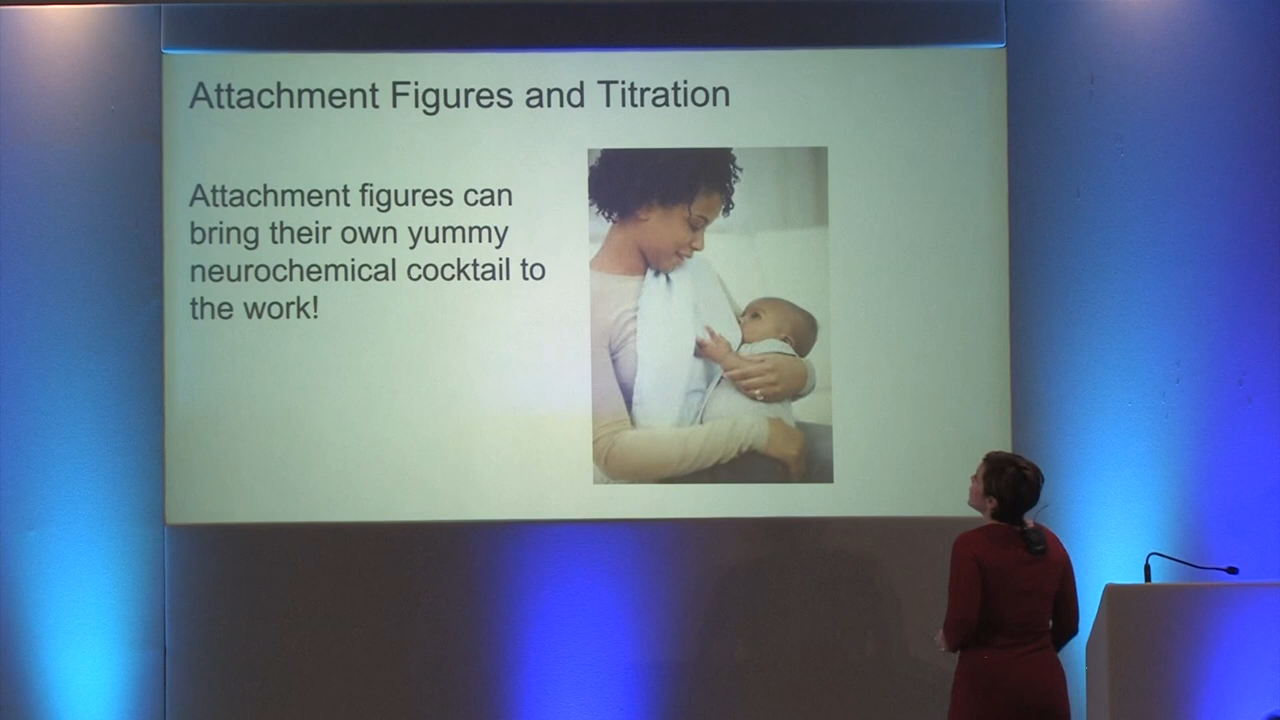 Attachment Figures and Titration
Attachment figures can
bring their own yummy
neurochemical cocktail to
the work!